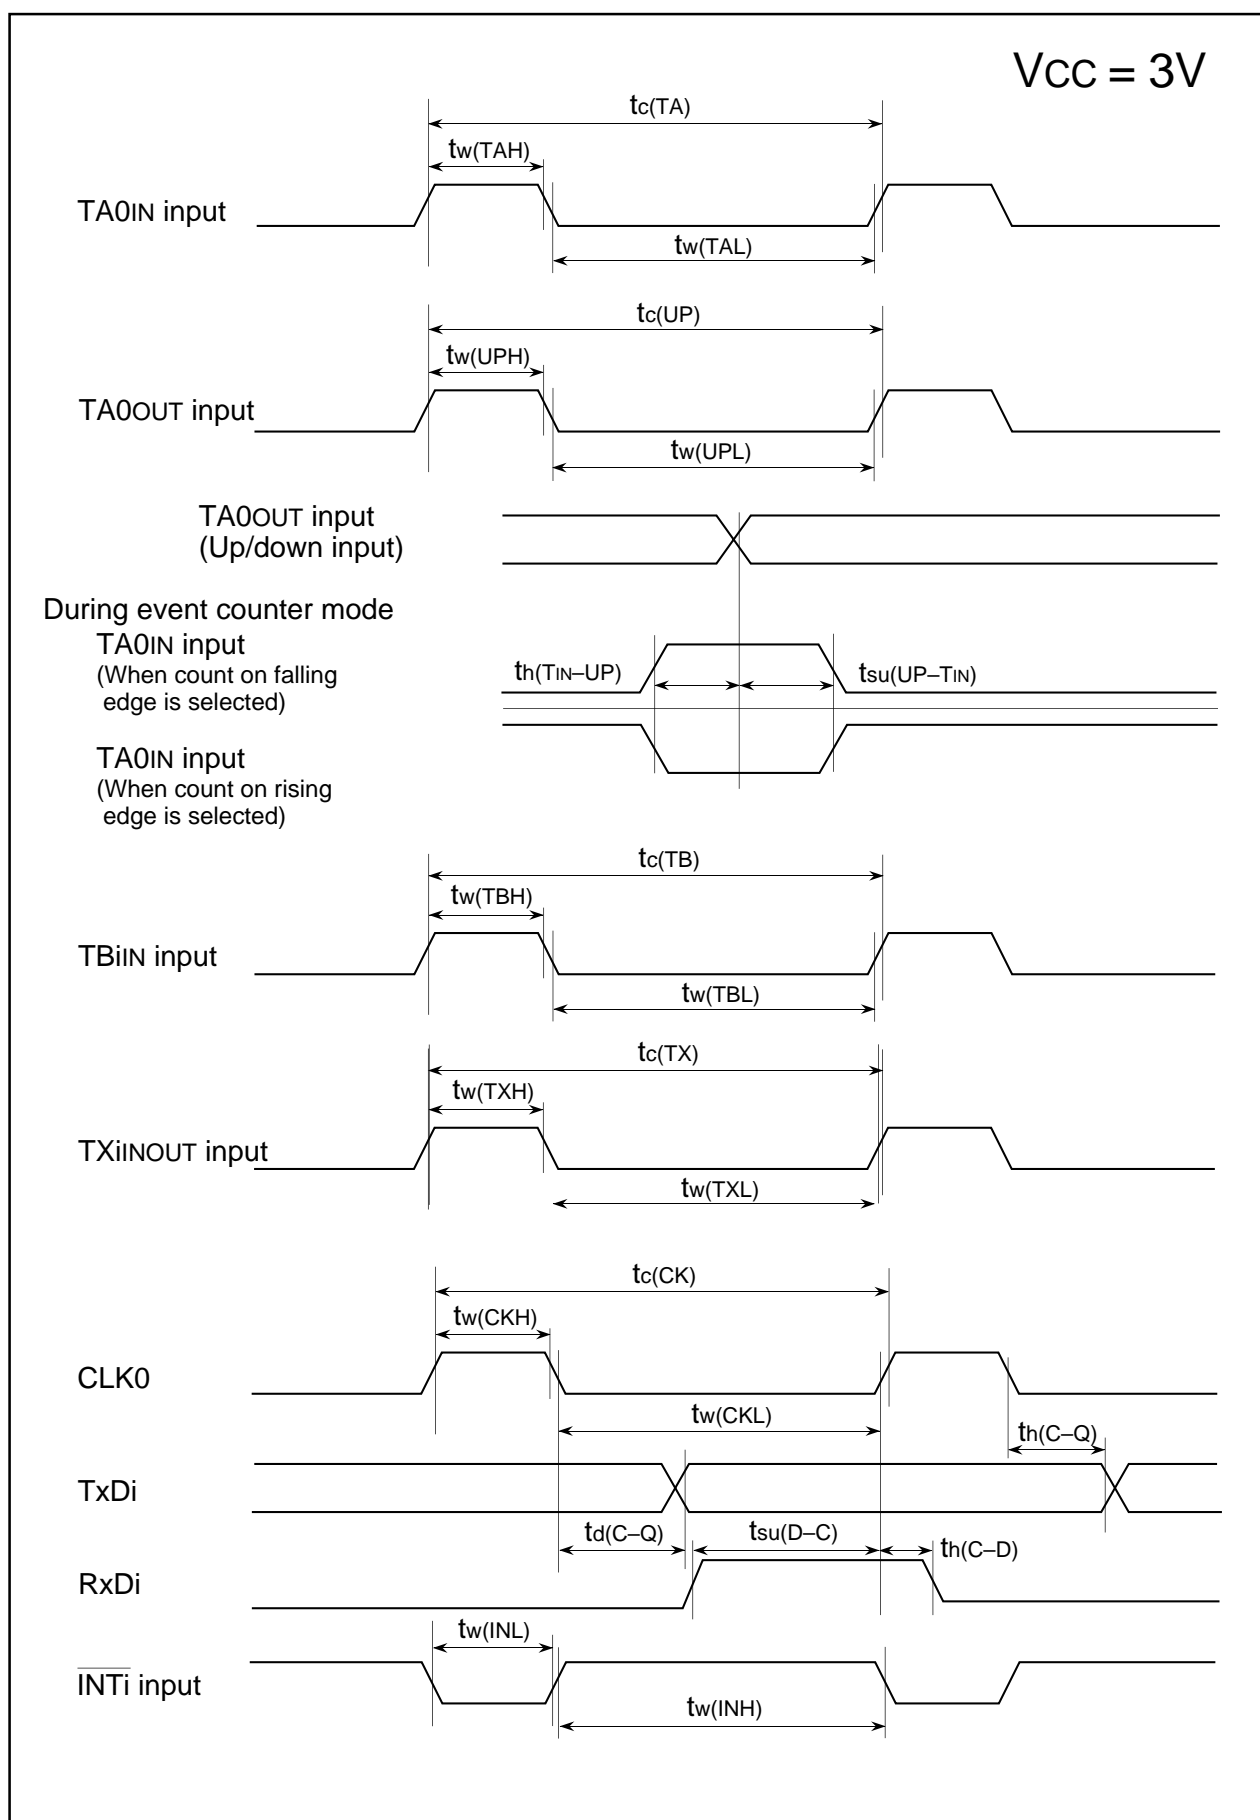 VCC = 3V
tc(TA)
tw(TAH)
TA0IN input
tw(TAL)
tc(UP)
tw(UPH)
TA0OUT input
tw(UPL)
TA0OUT input
(Up/down input)
During event counter mode
TA0IN input
(When count on falling
edge is selected)
th(TIN–UP)
tsu(UP–TIN)
TA0IN input
(When count on rising
edge is selected)
tc(TB)
tw(TBH)
TBiIN input
tw(TBL)
tc(TX)
tw(TXH)
TXiINOUT input
tw(TXL)
tc(CK)
tw(CKH)
CLK0
tw(CKL)
th(C–Q)
TxDi
td(C–Q)
tsu(D–C)
th(C–D)
RxDi
tw(INL)
INTi input
tw(INH)